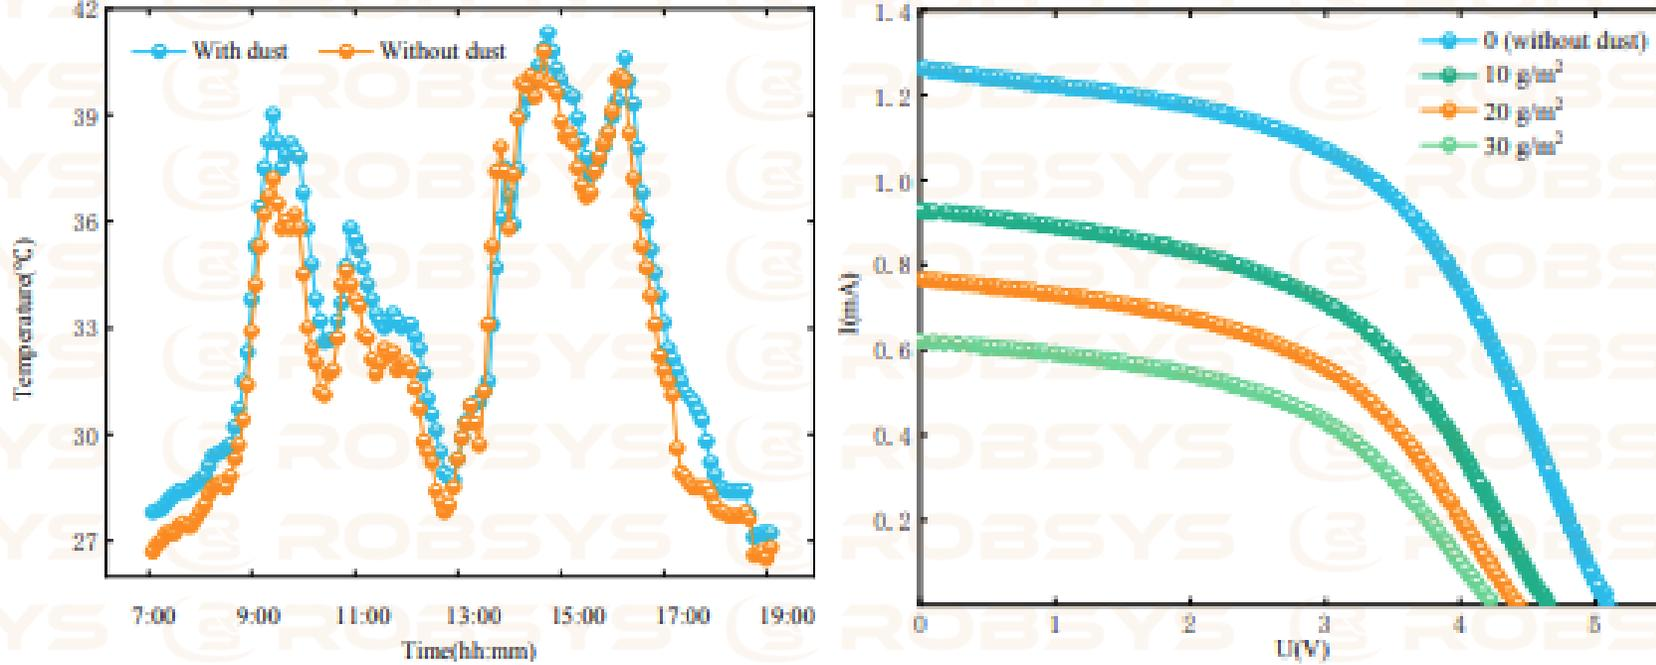 42
39
36
33
30
27
With dust
Without dust
Temperature(°C)
7:00
9:00
11:00
13:00
15:00
17:00
19:00
Time(hh:mm)
1.4
1.2
1.0
0.8
0.6
0.4
0.2
0 (without dust)
10 g/m²
20 g/m²
30 g/m²
I(mA)
0
1
2
3
4
5
U(V)
ROBSYS